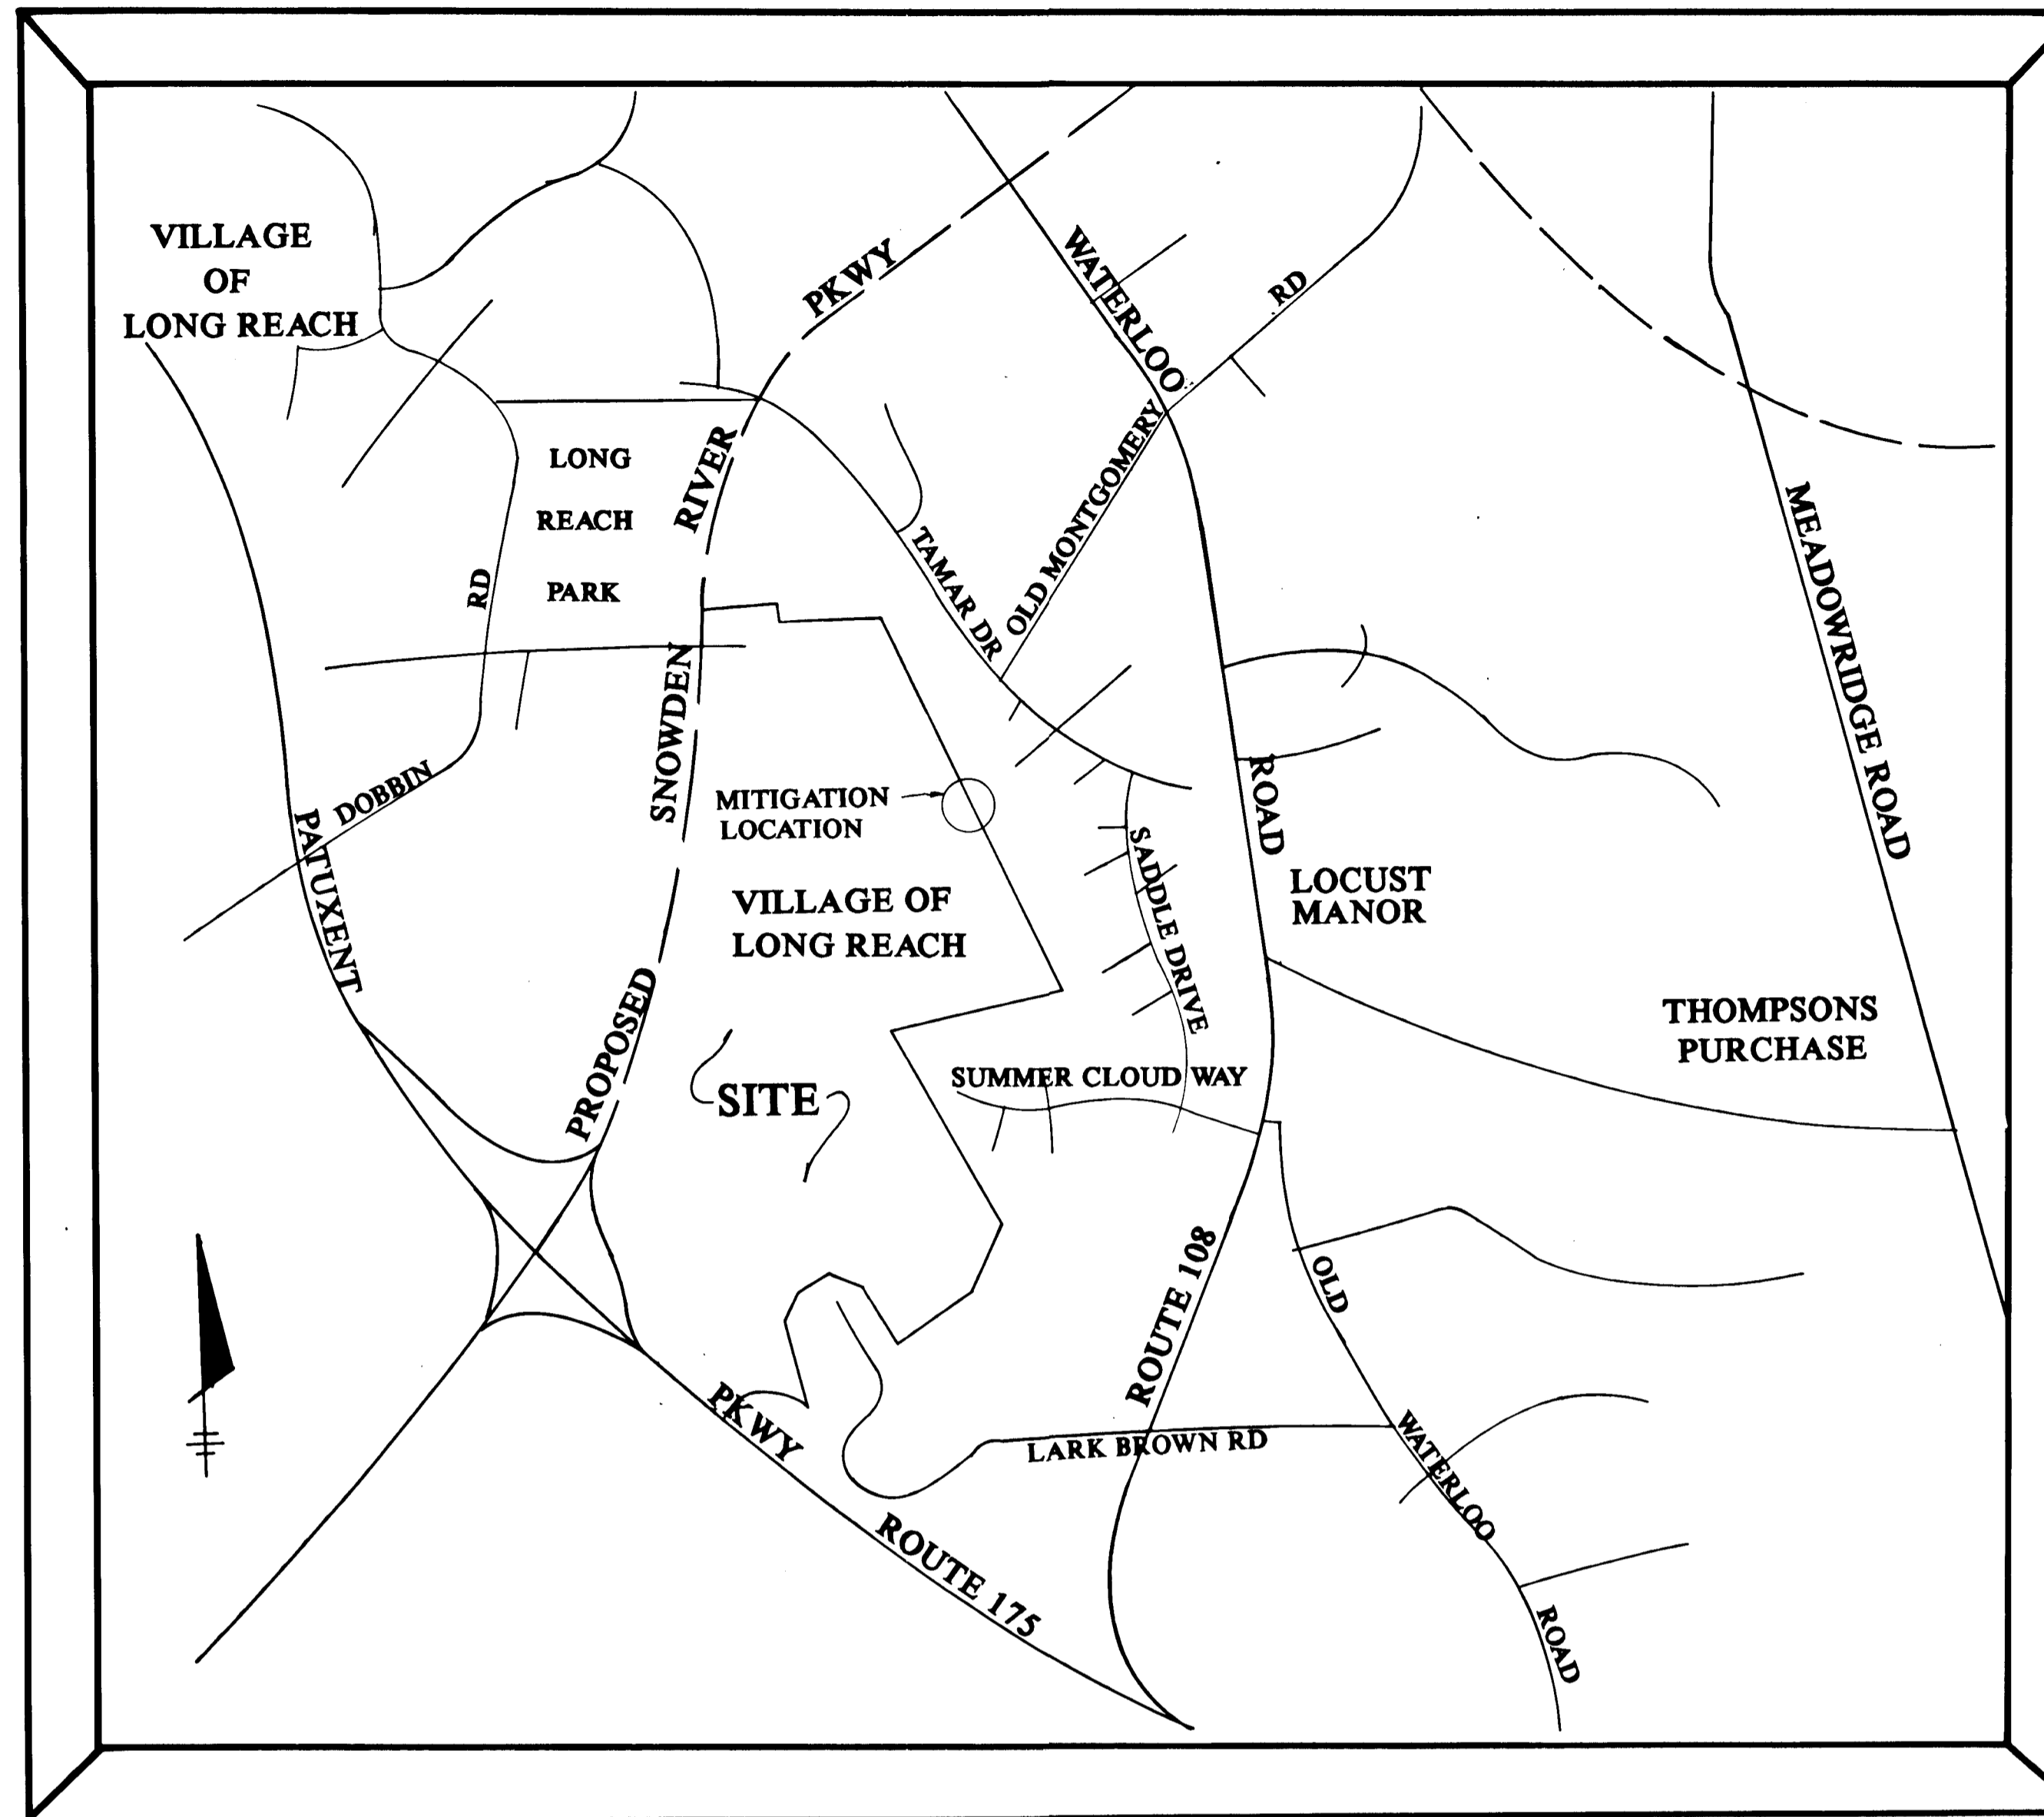 VILLAGE
OF
LONG REACH
PKWY
WATERLOO
RD
LONG
REACH
PARK
RIVER
RD
TAMAR DR
OLD MONTGOMERY
MEADOWRIDGE ROAD
SNOWDEN
DOBBIN
PATUXENT
MITIGATION
LOCATION
ROAD
SADDLE DRIVE
LOCUST
MANOR
VILLAGE OF
LONG REACH
PROPOSED
THOMPSONS
PURCHASE
SITE
SUMMER CLOUD WAY
ROUTE 108
OLD
PKWY
LARK BROWN RD
WATERLOO
ROUTE 175
ROAD